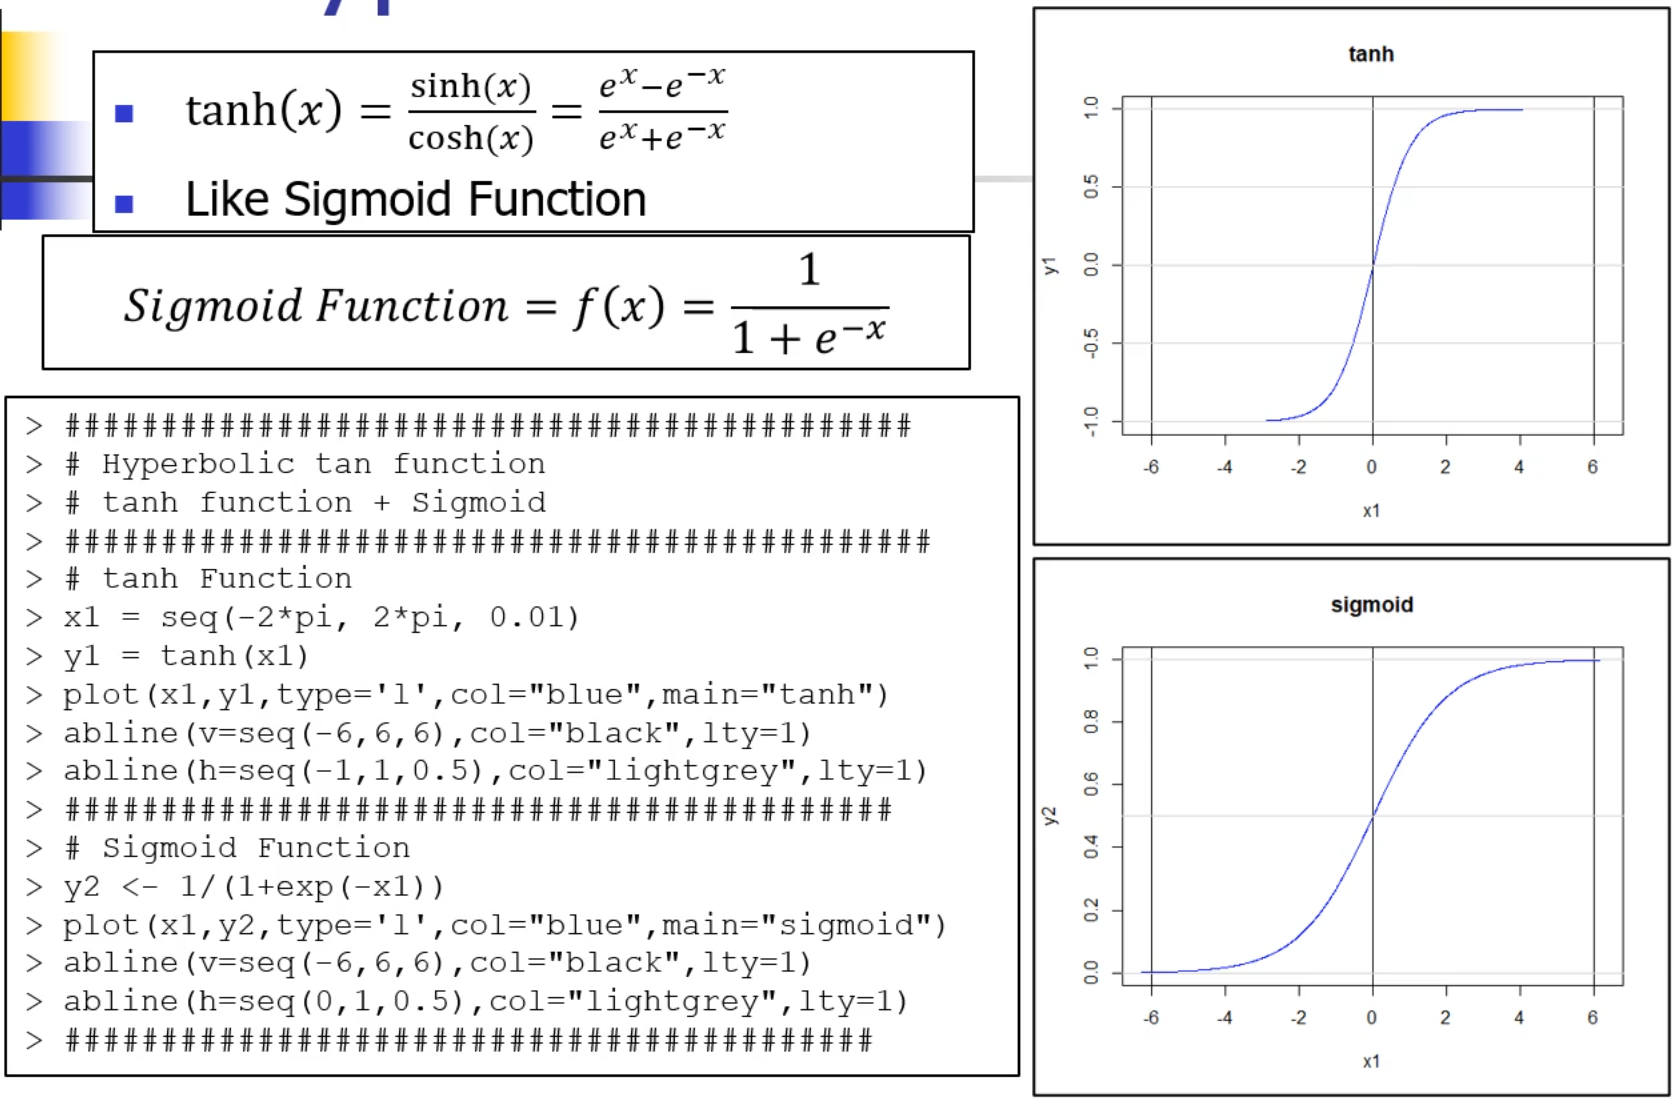 tanh(x) = sinh(x)/cosh(x) = (e^x−e^−x)/(e^x+e^−x)
Like Sigmoid Function
Sigmoid Function = f(x) = 1/(1 + e^−x)
> ############################################
> # Hyperbolic tan function
> # tanh function + Sigmoid
> #############################################
> # tanh Function
> x1 = seq(-2*pi, 2*pi, 0.01)
> y1 = tanh(x1)
> plot(x1,y1,type='l',col="blue",main="tanh")
> abline(v=seq(-6,6,6),col="black",lty=1)
> abline(h=seq(-1,1,0.5),col="lightgrey",lty=1)
> ###########################################
> # Sigmoid Function
> y2 <- 1/(1+exp(-x1))
> plot(x1,y2,type='l',col="blue",main="sigmoid")
> abline(v=seq(-6,6,6),col="black",lty=1)
> abline(h=seq(0,1,0.5),col="lightgrey",lty=1)
> ##########################################
tanh
y1
1.0
0.5
0.0
-0.5
-1.0
-6 -4 -2 0 2 4 6
x1
sigmoid
y2
1.0
0.8
0.6
0.4
0.2
0.0
-6 -4 -2 0 2 4 6
x1